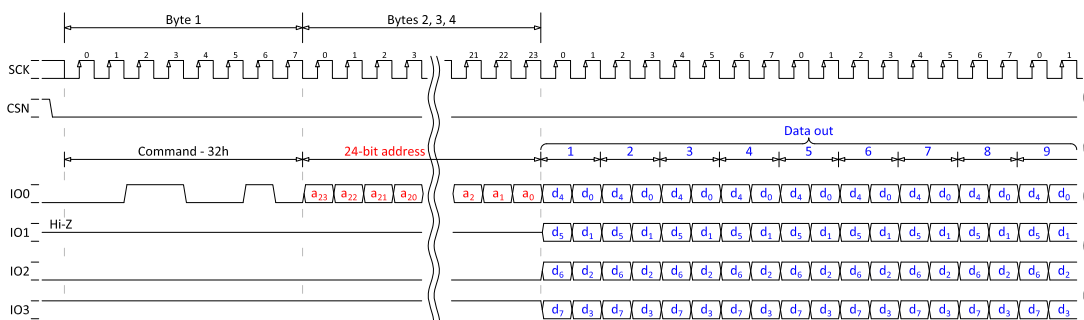 Byte 1 Bytes 2, 3, 4
0 1 2 3 4 5 6 7 0 1 2 3 21 22 23 0 1 2 3 4 5 6 7 0 1 2 3 4 5 6 7 0 1
SCK
CSN
Data out
Command - 32h 24-bit address 1 2 3 4 5 6 7 8 9
IO0 a23 a22 a21 a20 a2 a1 a0 d4 d0 d4 d0 d4 d0 d4 d0 d4 d0 d4 d0 d4 d0 d4 d0 d4 d0
Hi-Z
IO1 d5 d1 d5 d1 d5 d1 d5 d1 d5 d1 d5 d1 d5 d1 d5 d1 d5 d1
IO2 d6 d2 d6 d2 d6 d2 d6 d2 d6 d2 d6 d2 d6 d2 d6 d2 d6 d2
IO3 d7 d3 d7 d3 d7 d3 d7 d3 d7 d3 d7 d3 d7 d3 d7 d3 d7 d3